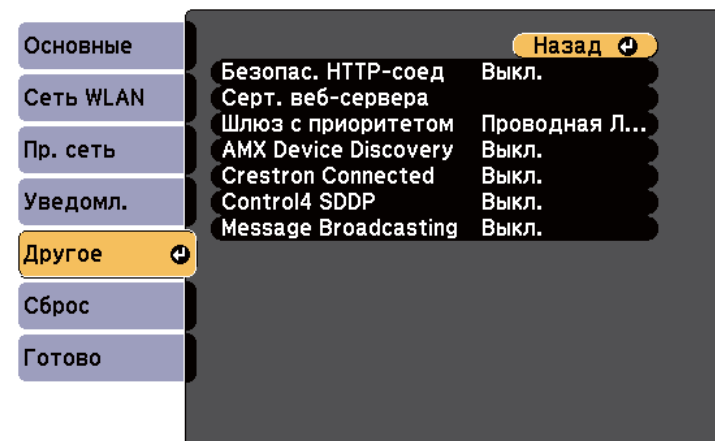 Основные
Сеть WLAN
Пр. сеть
Уведомл.
Другое
Сброс
Готово
Назад
Безопас. HTTP-соед Выкл.
Серт. веб-сервера
Шлюз с приоритетом Проводная Л...
AMX Device Discovery Выкл.
Crestron Connected Выкл.
Control4 SDDP Выкл.
Message Broadcasting Выкл.